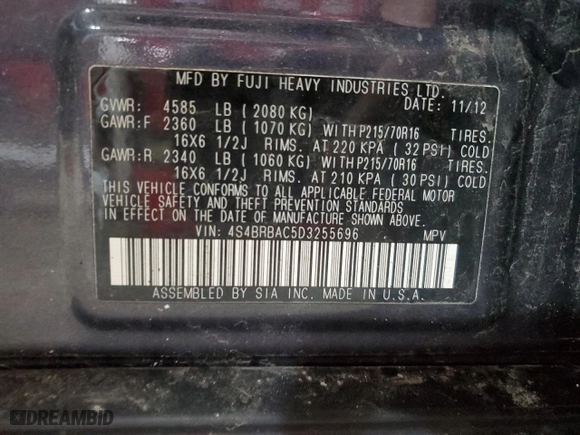 MFD BY FUJI HEAVY INDUSTRIES LTD.
DATE: 11/12
GVWR: 4585 LB ( 2080 KG)
GAWR:F 2360 LB ( 1070 KG) WITH P215/70R16 TIRES.
16X6 1/2J RIMS. AT 220 KPA ( 32 PSI) COLD
GAWR:R 2340 LB ( 1060 KG) WITH P215/70R16 TIRES.
16X6 1/2J RIMS. AT 210 KPA ( 30 PSI) COLD
THIS VEHICLE CONFORMS TO ALL APPLICABLE FEDERAL MOTOR
VEHICLE SAFETY AND THEFT PREVENTION STANDARDS
IN EFFECT ON THE DATE OF MANUFACTURE SHOWN ABOVE.
VIN: 4S4BRBAC5D3255696 MPV
ASSEMBLED BY SIA INC. MADE IN U.S.A.
DREAMBID